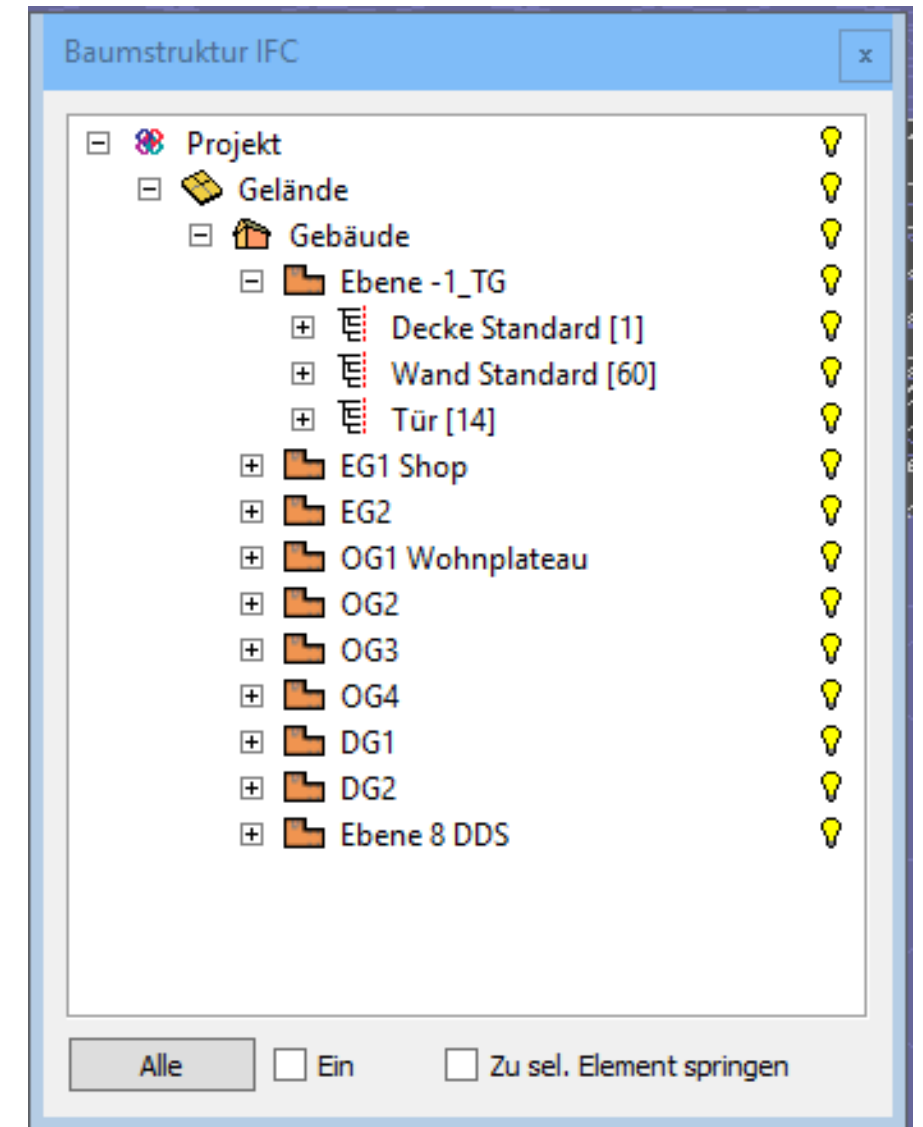 Baumstruktur IFC
x
Projekt
Gelände
Gebäude
Ebene -1_TG
Decke Standard [1]
Wand Standard [60]
Tür [14]
EG1 Shop
EG2
OG1 Wohnplateau
OG2
OG3
OG4
DG1
DG2
Ebene 8 DDS
Alle Ein Zu sel. Element springen